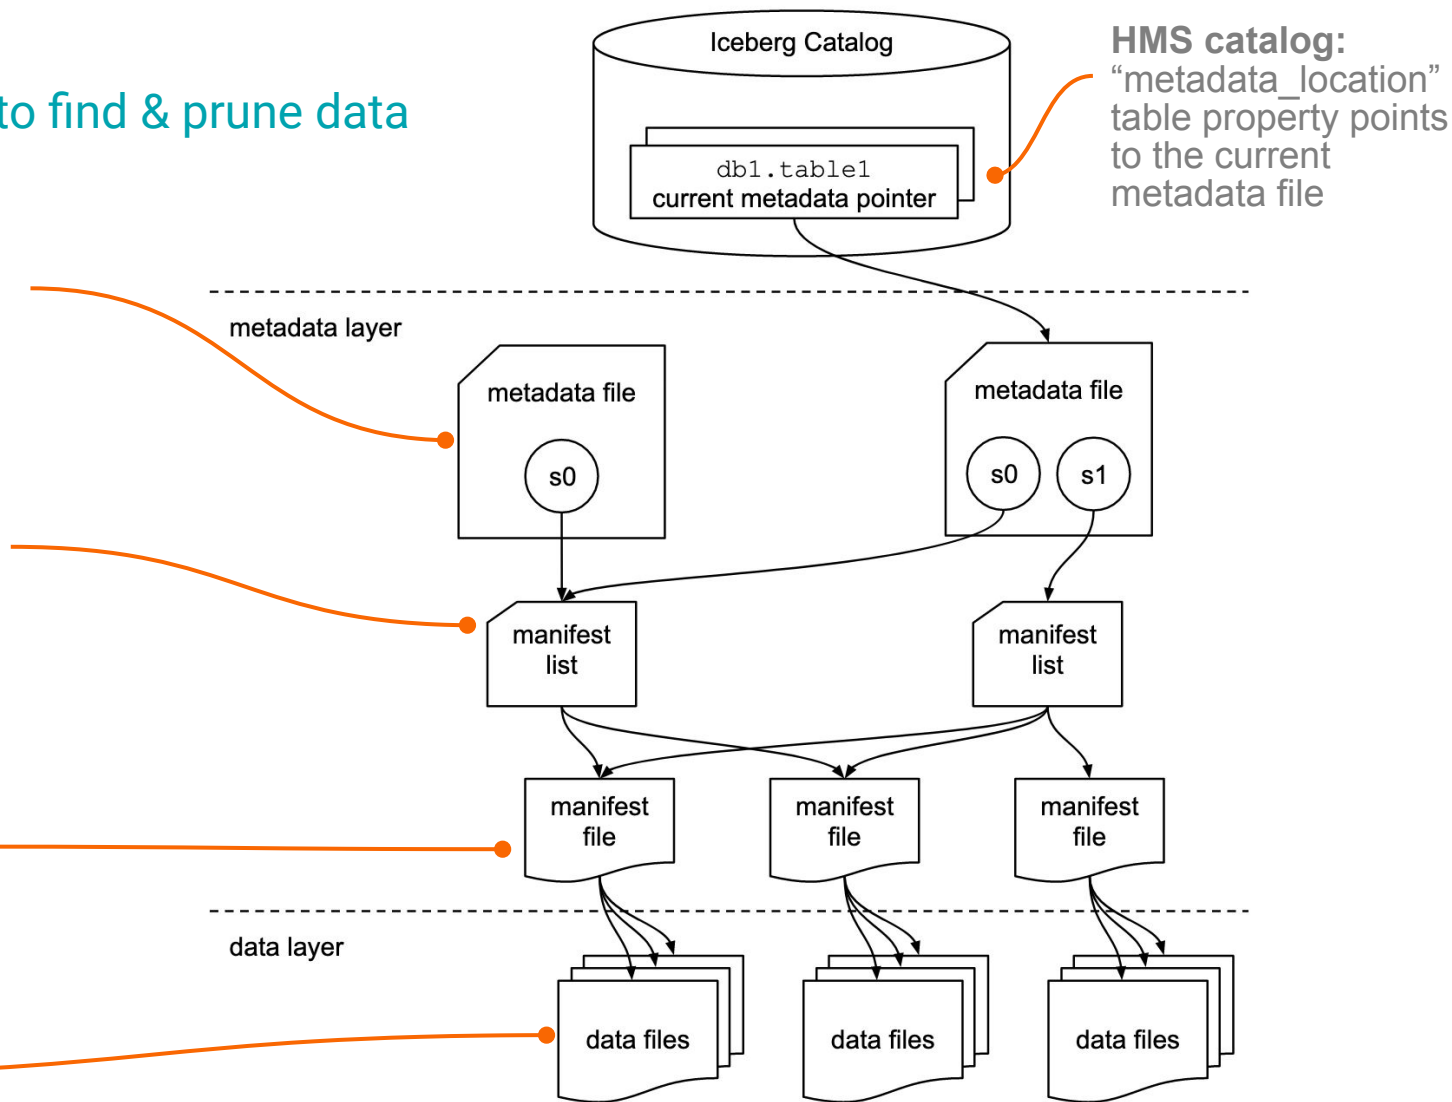 to find & prune data
Iceberg Catalog
db1.table1
current metadata pointer
HMS catalog:
“metadata_location”
table property points
to the current
metadata file
metadata layer
metadata file
s0
metadata file
s0
s1
manifest
list
manifest
list
manifest
file
manifest
file
manifest
file
data layer
data files
data files
data files